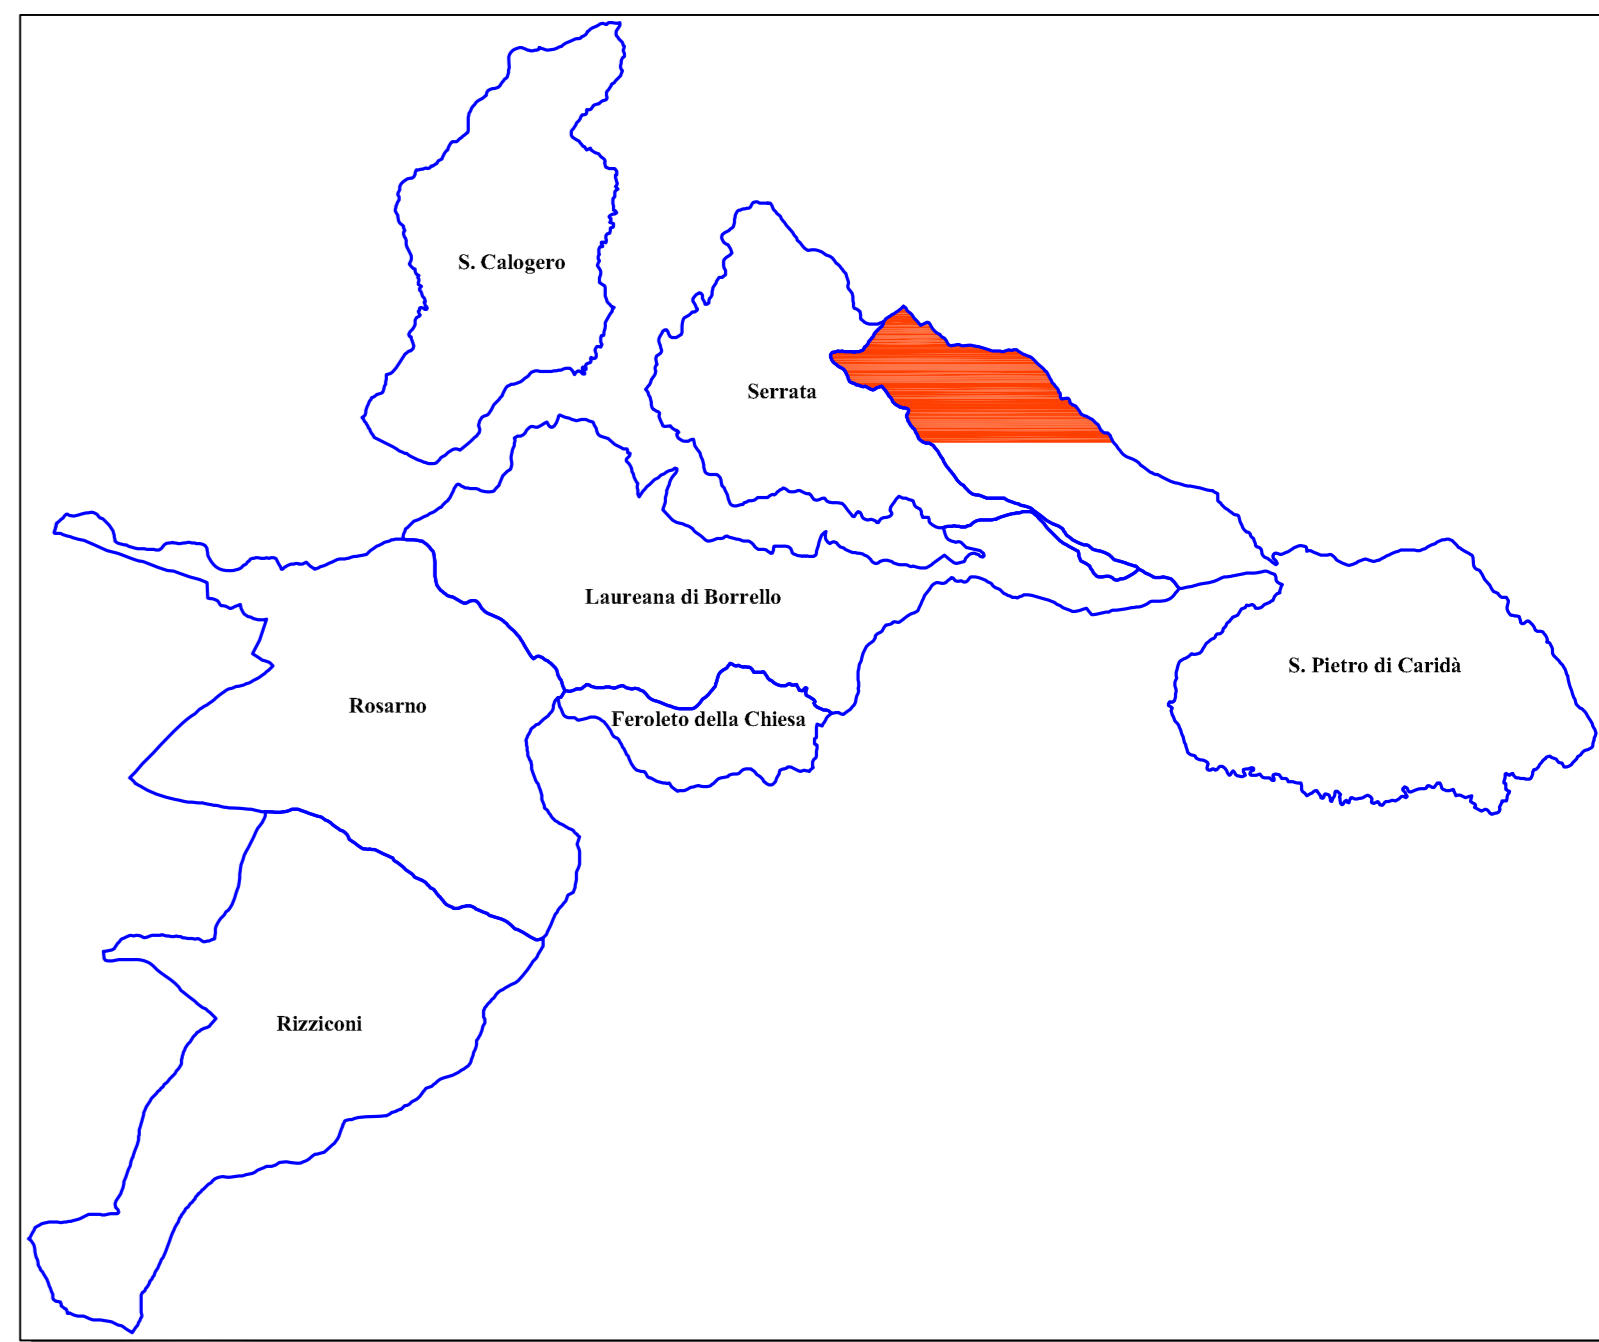 S. Calogero
Serrata
Laureana di Borrello
S. Pietro di Caridà
Rosarno
Feroleto della Chiesa
Rizziconi